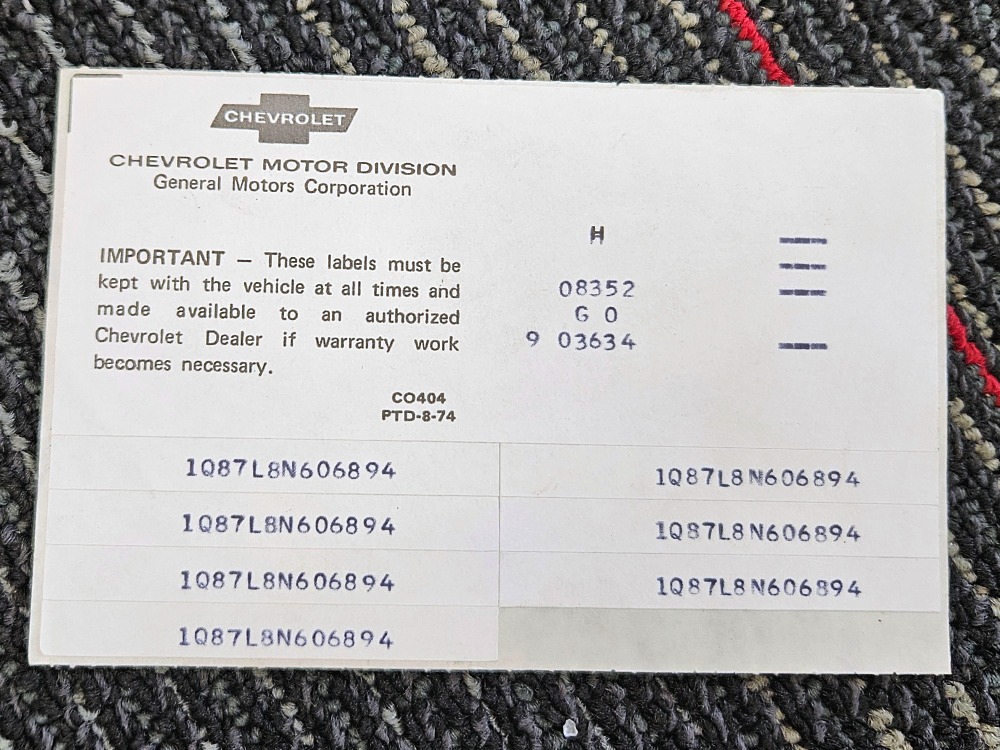 CHEVROLET
CHEVROLET MOTOR DIVISION
General Motors Corporation
IMPORTANT — These labels must be
kept with the vehicle at all times and
made available to an authorized
Chevrolet Dealer if warranty work
becomes necessary.
CO404
PTD-8-74
H
08352
G 0
9 03634
1Q87L8N606894
1Q87L8N606894
1Q87L8N606894
1Q87L8N606894
1Q87L8N606894
1Q87L8N606894
1Q87L8N606894